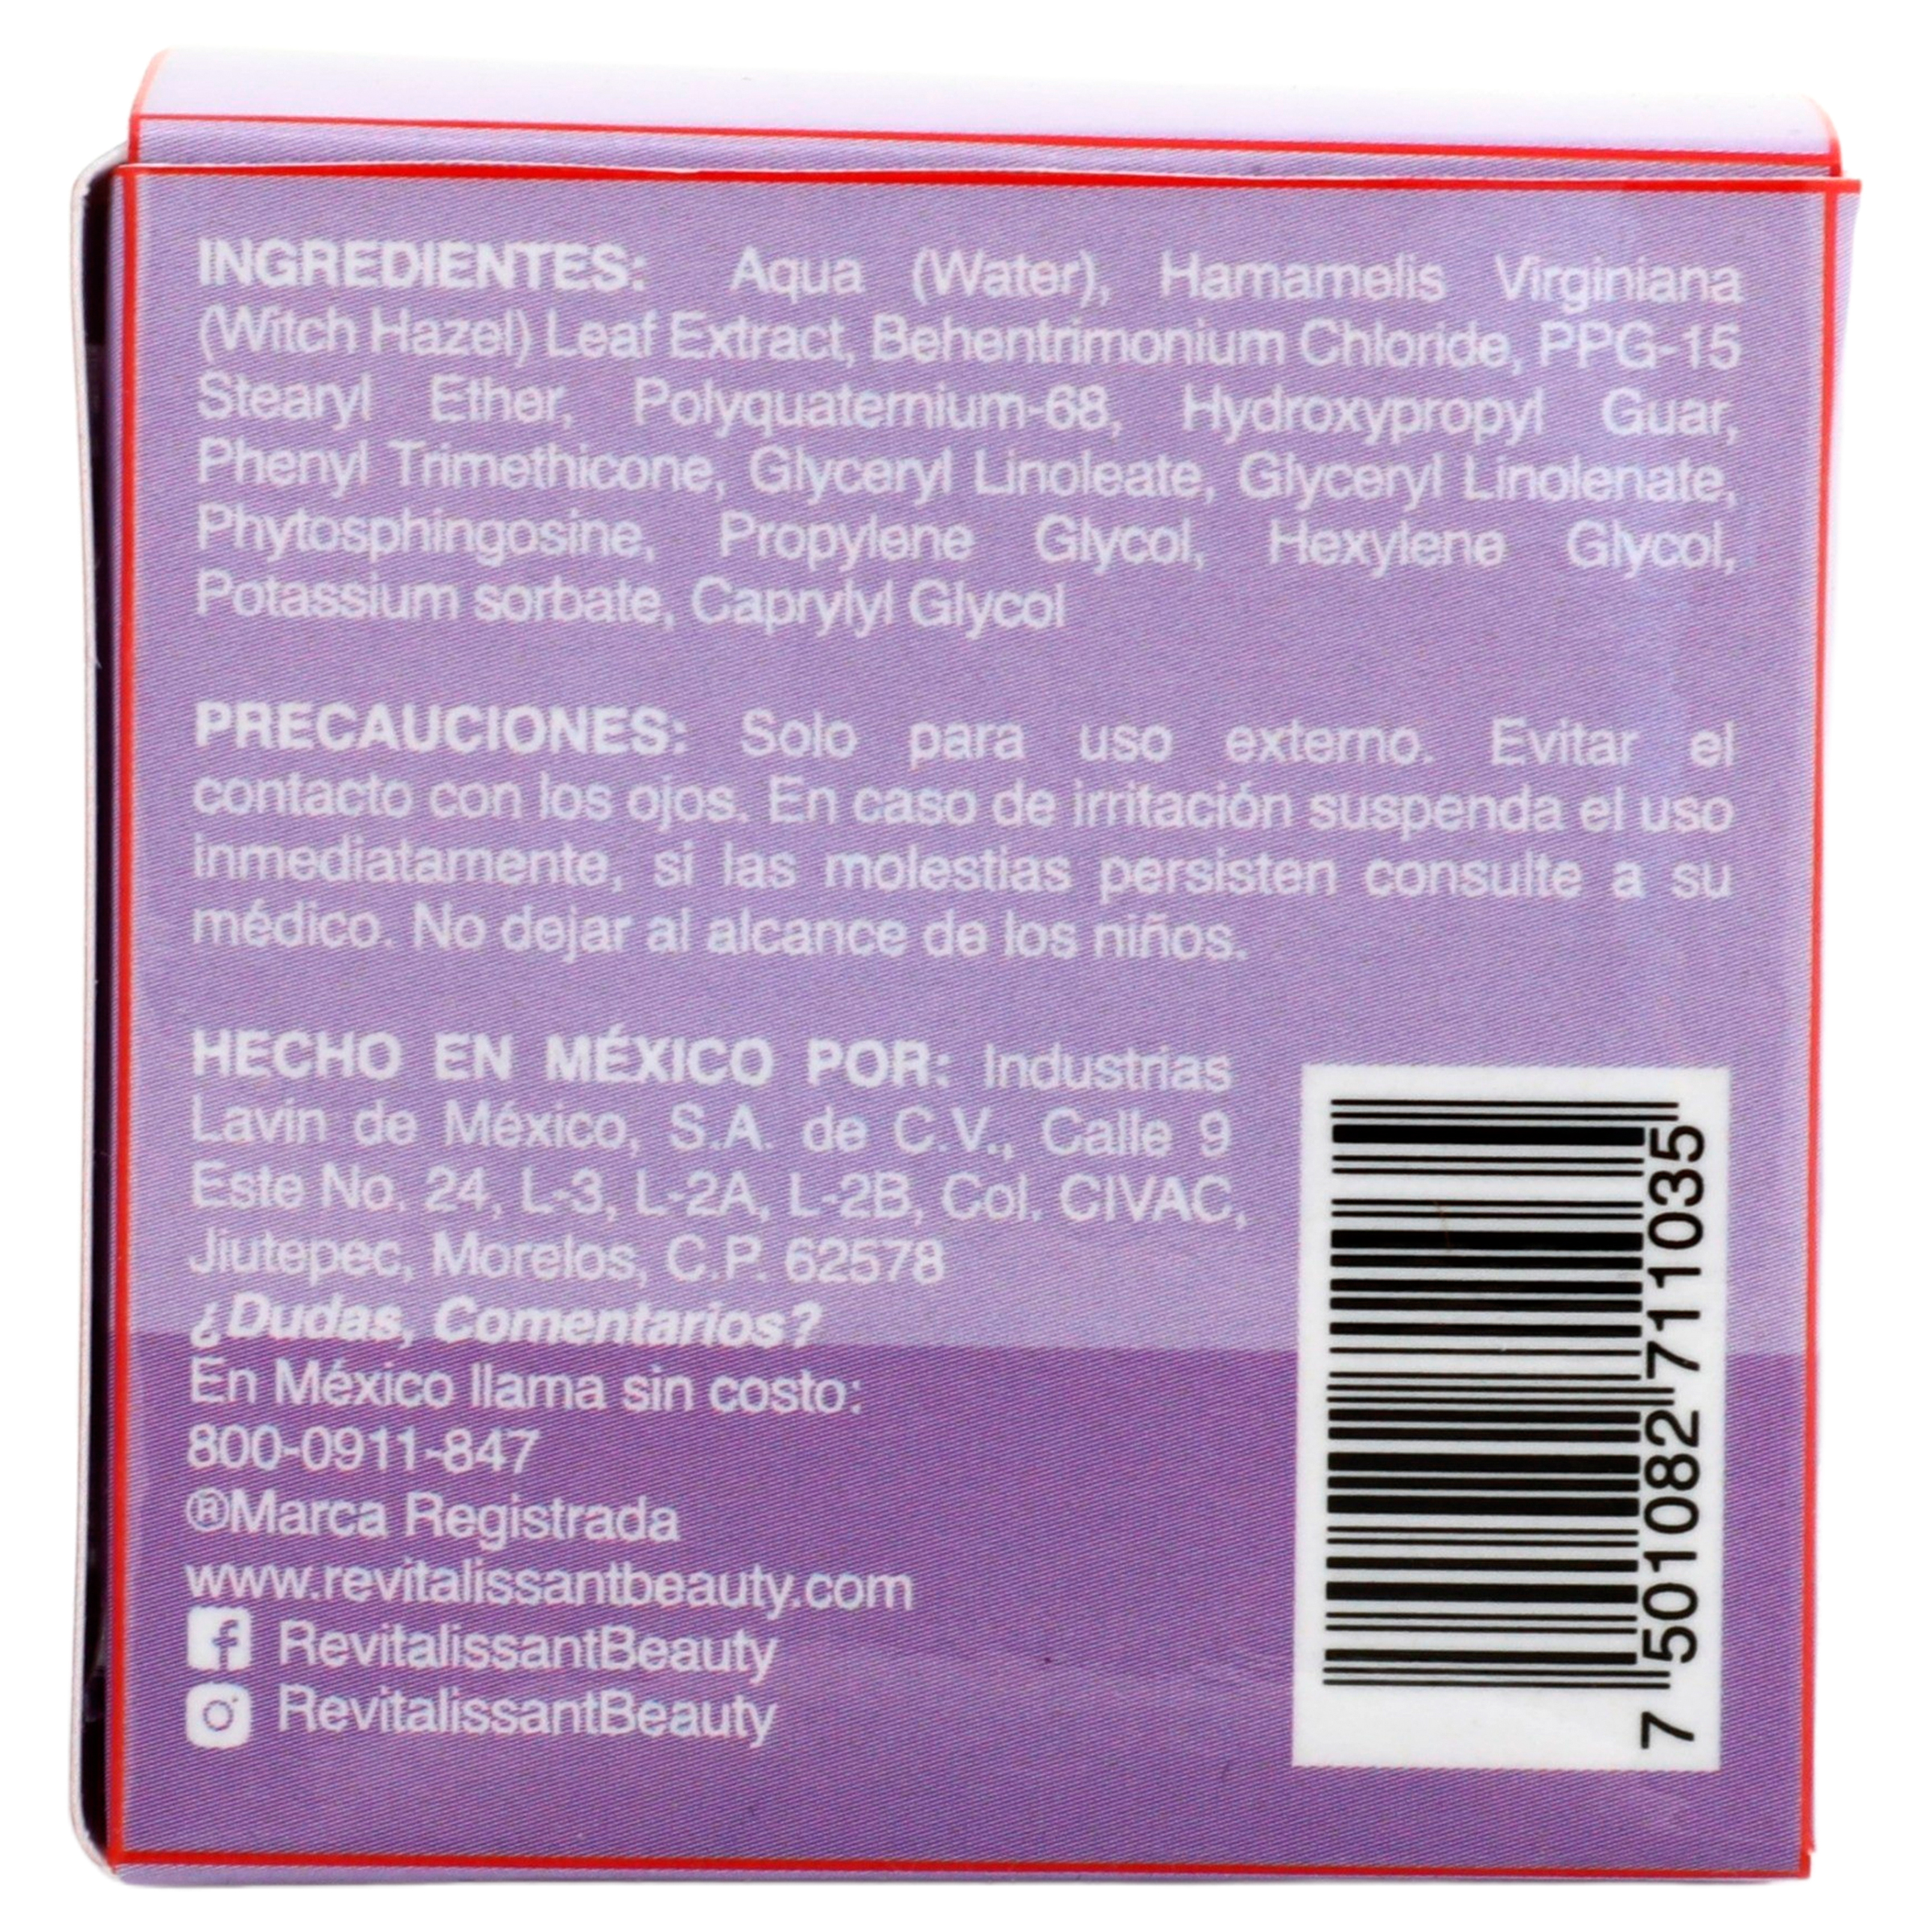 INGREDIENTES: Aqua (Water), Hamamelis Virginiana
(Witch Hazel) Leaf Extract, Behentrimonium Chloride, PPG-15
Stearyl Ether, Polyquaternium-68, Hydroxypropyl Guar,
Phenyl Trimethicone, Glyceryl Linoleate, Glyceryl Linolenate,
Phytosphingosine, Propylene Glycol, Hexylene Glycol,
Potassium sorbate, Caprylyl Glycol
PRECAUCIONES: Solo para uso externo. Evitar el
contacto con los ojos. En caso de irritación suspenda el uso
inmediatamente, si las molestias persisten consulte a su
médico. No dejar al alcance de los niños.
HECHO EN MÉXICO POR: Industrias
Lavin de México, S.A. de C.V., Calle 9
Este No. 24, L-3, L-2A, L-2B, Col. CIVAC,
Jiutepec, Morelos, C.P. 62578
¿Dudas, Comentarios?
En México llama sin costo:
800-0911-847
®Marca Registrada
www.revitalissantbeauty.com
RevitalissantBeauty
RevitalissantBeauty
7 501082 711035